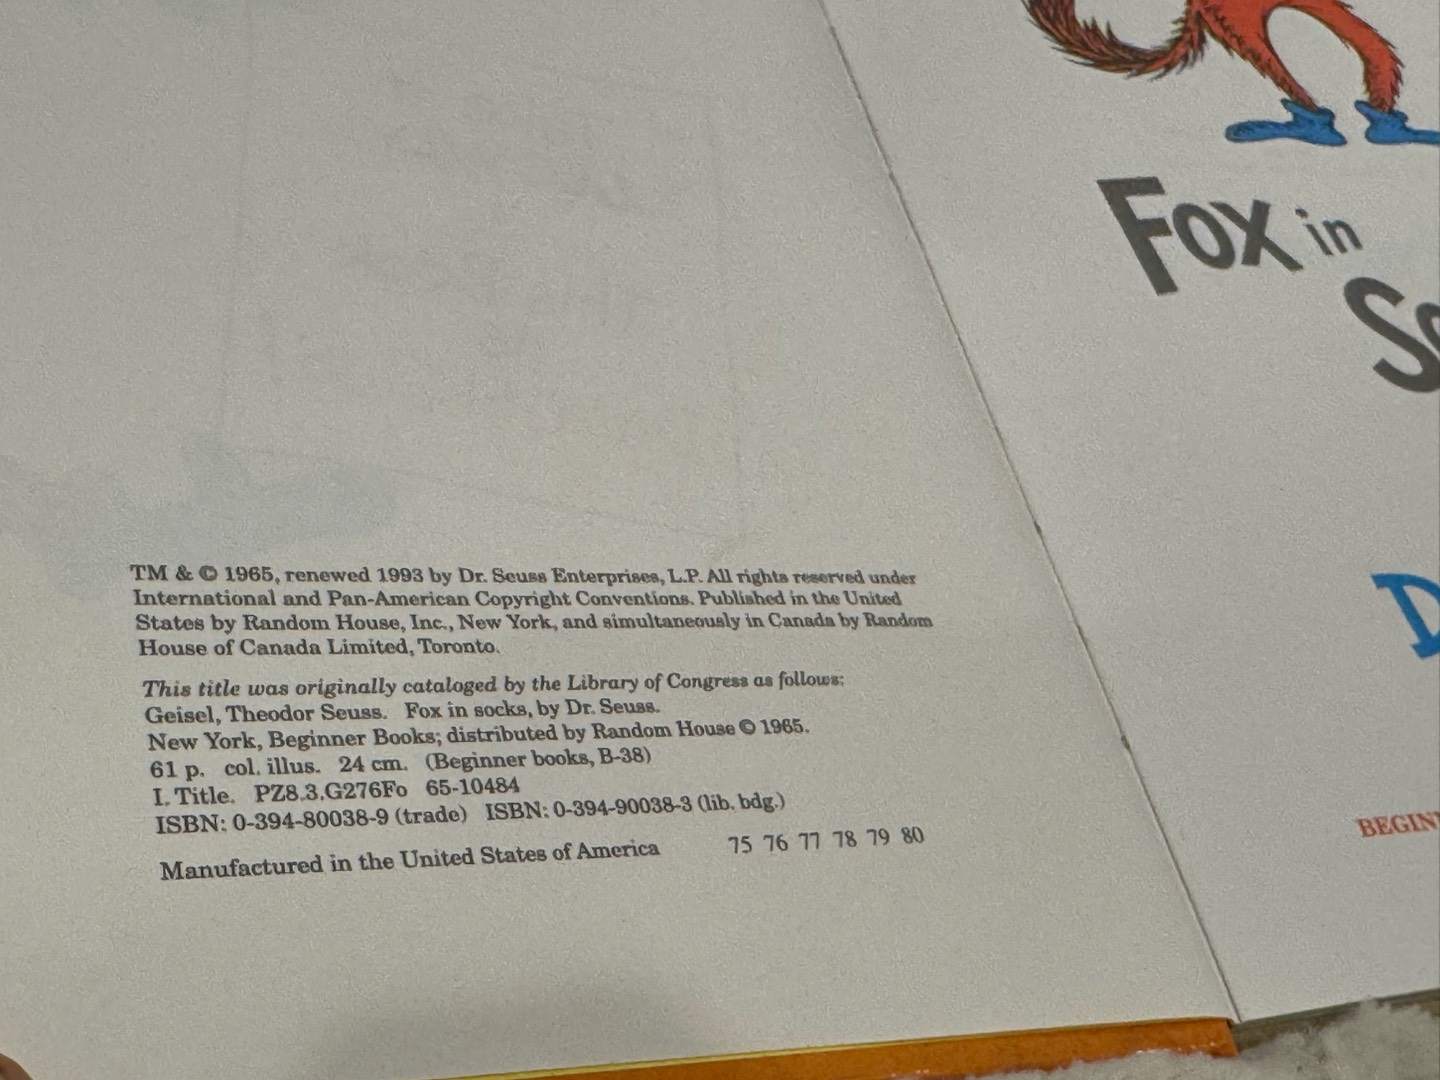 TM & © 1965, renewed 1993 by Dr. Seuss Enterprises, L.P. All rights reserved under
International and Pan-American Copyright Conventions. Published in the United
States by Random House, Inc., New York, and simultaneously in Canada by Random
House of Canada Limited, Toronto.
This title was originally cataloged by the Library of Congress as follows:
Geisel, Theodor Seuss. Fox in socks, by Dr. Seuss.
New York, Beginner Books; distributed by Random House © 1965.
61 p. col. illus. 24 cm. (Beginner books, B-38)
I. Title. PZ8.3.G276Fo 65-10484
ISBN: 0-394-80038-9 (trade) ISBN: 0-394-90038-3 (lib. bdg.)
Manufactured in the United States of America 75 76 77 78 79 80
Fox in